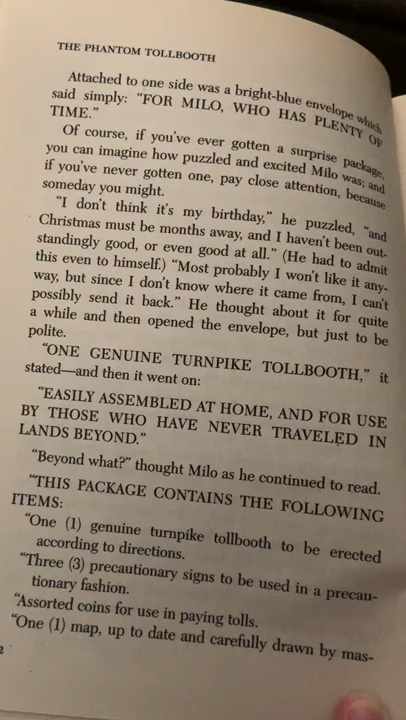 THE PHANTOM TOLLBOOTH
Attached to one side was a bright-blue envelope which
said simply: “FOR MILO, WHO HAS PLENTY OF
TIME.”
Of course, if you’ve ever gotten a surprise package,
you can imagine how puzzled and excited Milo was; and
if you’ve never gotten one, pay close attention, because
someday you might.
“I don’t think it’s my birthday,” he puzzled, “and
Christmas must be months away, and I haven’t been out-
standingly good, or even good at all.” (He had to admit
this even to himself.) “Most probably I won’t like it any-
way, but since I don’t know where it came from, I can’t
possibly send it back.” He thought about it for quite
a while and then opened the envelope, but just to be
polite.
“ONE GENUINE TURNPIKE TOLLBOOTH,” it
stated—and then it went on:
“EASILY ASSEMBLED AT HOME, AND FOR USE
BY THOSE WHO HAVE NEVER TRAVELED IN
LANDS BEYOND.”
“Beyond what?” thought Milo as he continued to read.
“THIS PACKAGE CONTAINS THE FOLLOWING
ITEMS:
“One (1) genuine turnpike tollbooth to be erected
according to directions.
“Three (3) precautionary signs to be used in a precau-
tionary fashion.
“Assorted coins for use in paying tolls.
“One (1) map, up to date and carefully drawn by mas-
2